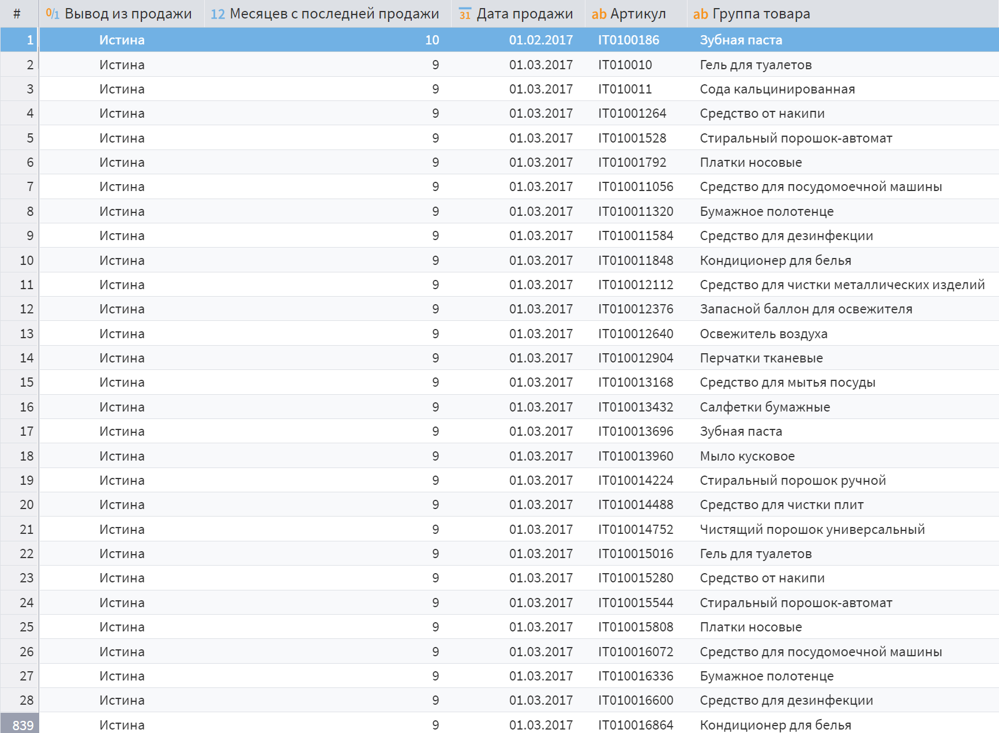 # 0/1 Вывод из продажи 12 Месяцев с последней продажи 31 Дата продажи ab Артикул ab Группа товара
1 Истина 10 01.02.2017 IT0100186 Зубная паста
2 Истина 9 01.03.2017 IT010010 Гель для туалетов
3 Истина 9 01.03.2017 IT010011 Сода кальцинированная
4 Истина 9 01.03.2017 IT01001264 Средство от накипи
5 Истина 9 01.03.2017 IT01001528 Стиральный порошок-автомат
6 Истина 9 01.03.2017 IT01001792 Платки носовые
7 Истина 9 01.03.2017 IT010011056 Средство для посудомоечной машины
8 Истина 9 01.03.2017 IT010011320 Бумажное полотенце
9 Истина 9 01.03.2017 IT010011584 Средство для дезинфекции
10 Истина 9 01.03.2017 IT010011848 Кондиционер для белья
11 Истина 9 01.03.2017 IT010012112 Средство для чистки металлических изделий
12 Истина 9 01.03.2017 IT010012376 Запасной баллон для освежителя
13 Истина 9 01.03.2017 IT010012640 Освежитель воздуха
14 Истина 9 01.03.2017 IT010012904 Перчатки тканевые
15 Истина 9 01.03.2017 IT010013168 Средство для мытья посуды
16 Истина 9 01.03.2017 IT010013432 Салфетки бумажные
17 Истина 9 01.03.2017 IT010013696 Зубная паста
18 Истина 9 01.03.2017 IT010013960 Мыло кусковое
19 Истина 9 01.03.2017 IT010014224 Стиральный порошок ручной
20 Истина 9 01.03.2017 IT010014488 Средство для чистки плит
21 Истина 9 01.03.2017 IT010014752 Чистящий порошок универсальный
22 Истина 9 01.03.2017 IT010015016 Гель для туалетов
23 Истина 9 01.03.2017 IT010015280 Средство от накипи
24 Истина 9 01.03.2017 IT010015544 Стиральный порошок-автомат
25 Истина 9 01.03.2017 IT010015808 Платки носовые
26 Истина 9 01.03.2017 IT010016072 Средство для посудомоечной машины
27 Истина 9 01.03.2017 IT010016336 Бумажное полотенце
28 Истина 9 01.03.2017 IT010016600 Средство для дезинфекции
839 Истина 9 01.03.2017 IT010016864 Кондиционер для белья